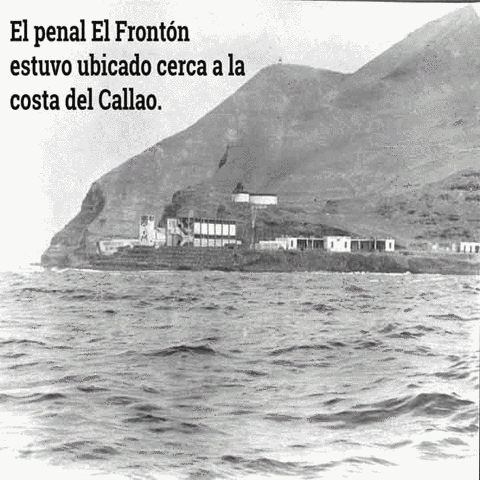 El penal El Frontón
estuvo ubicado cerca a la
costa del Callao.